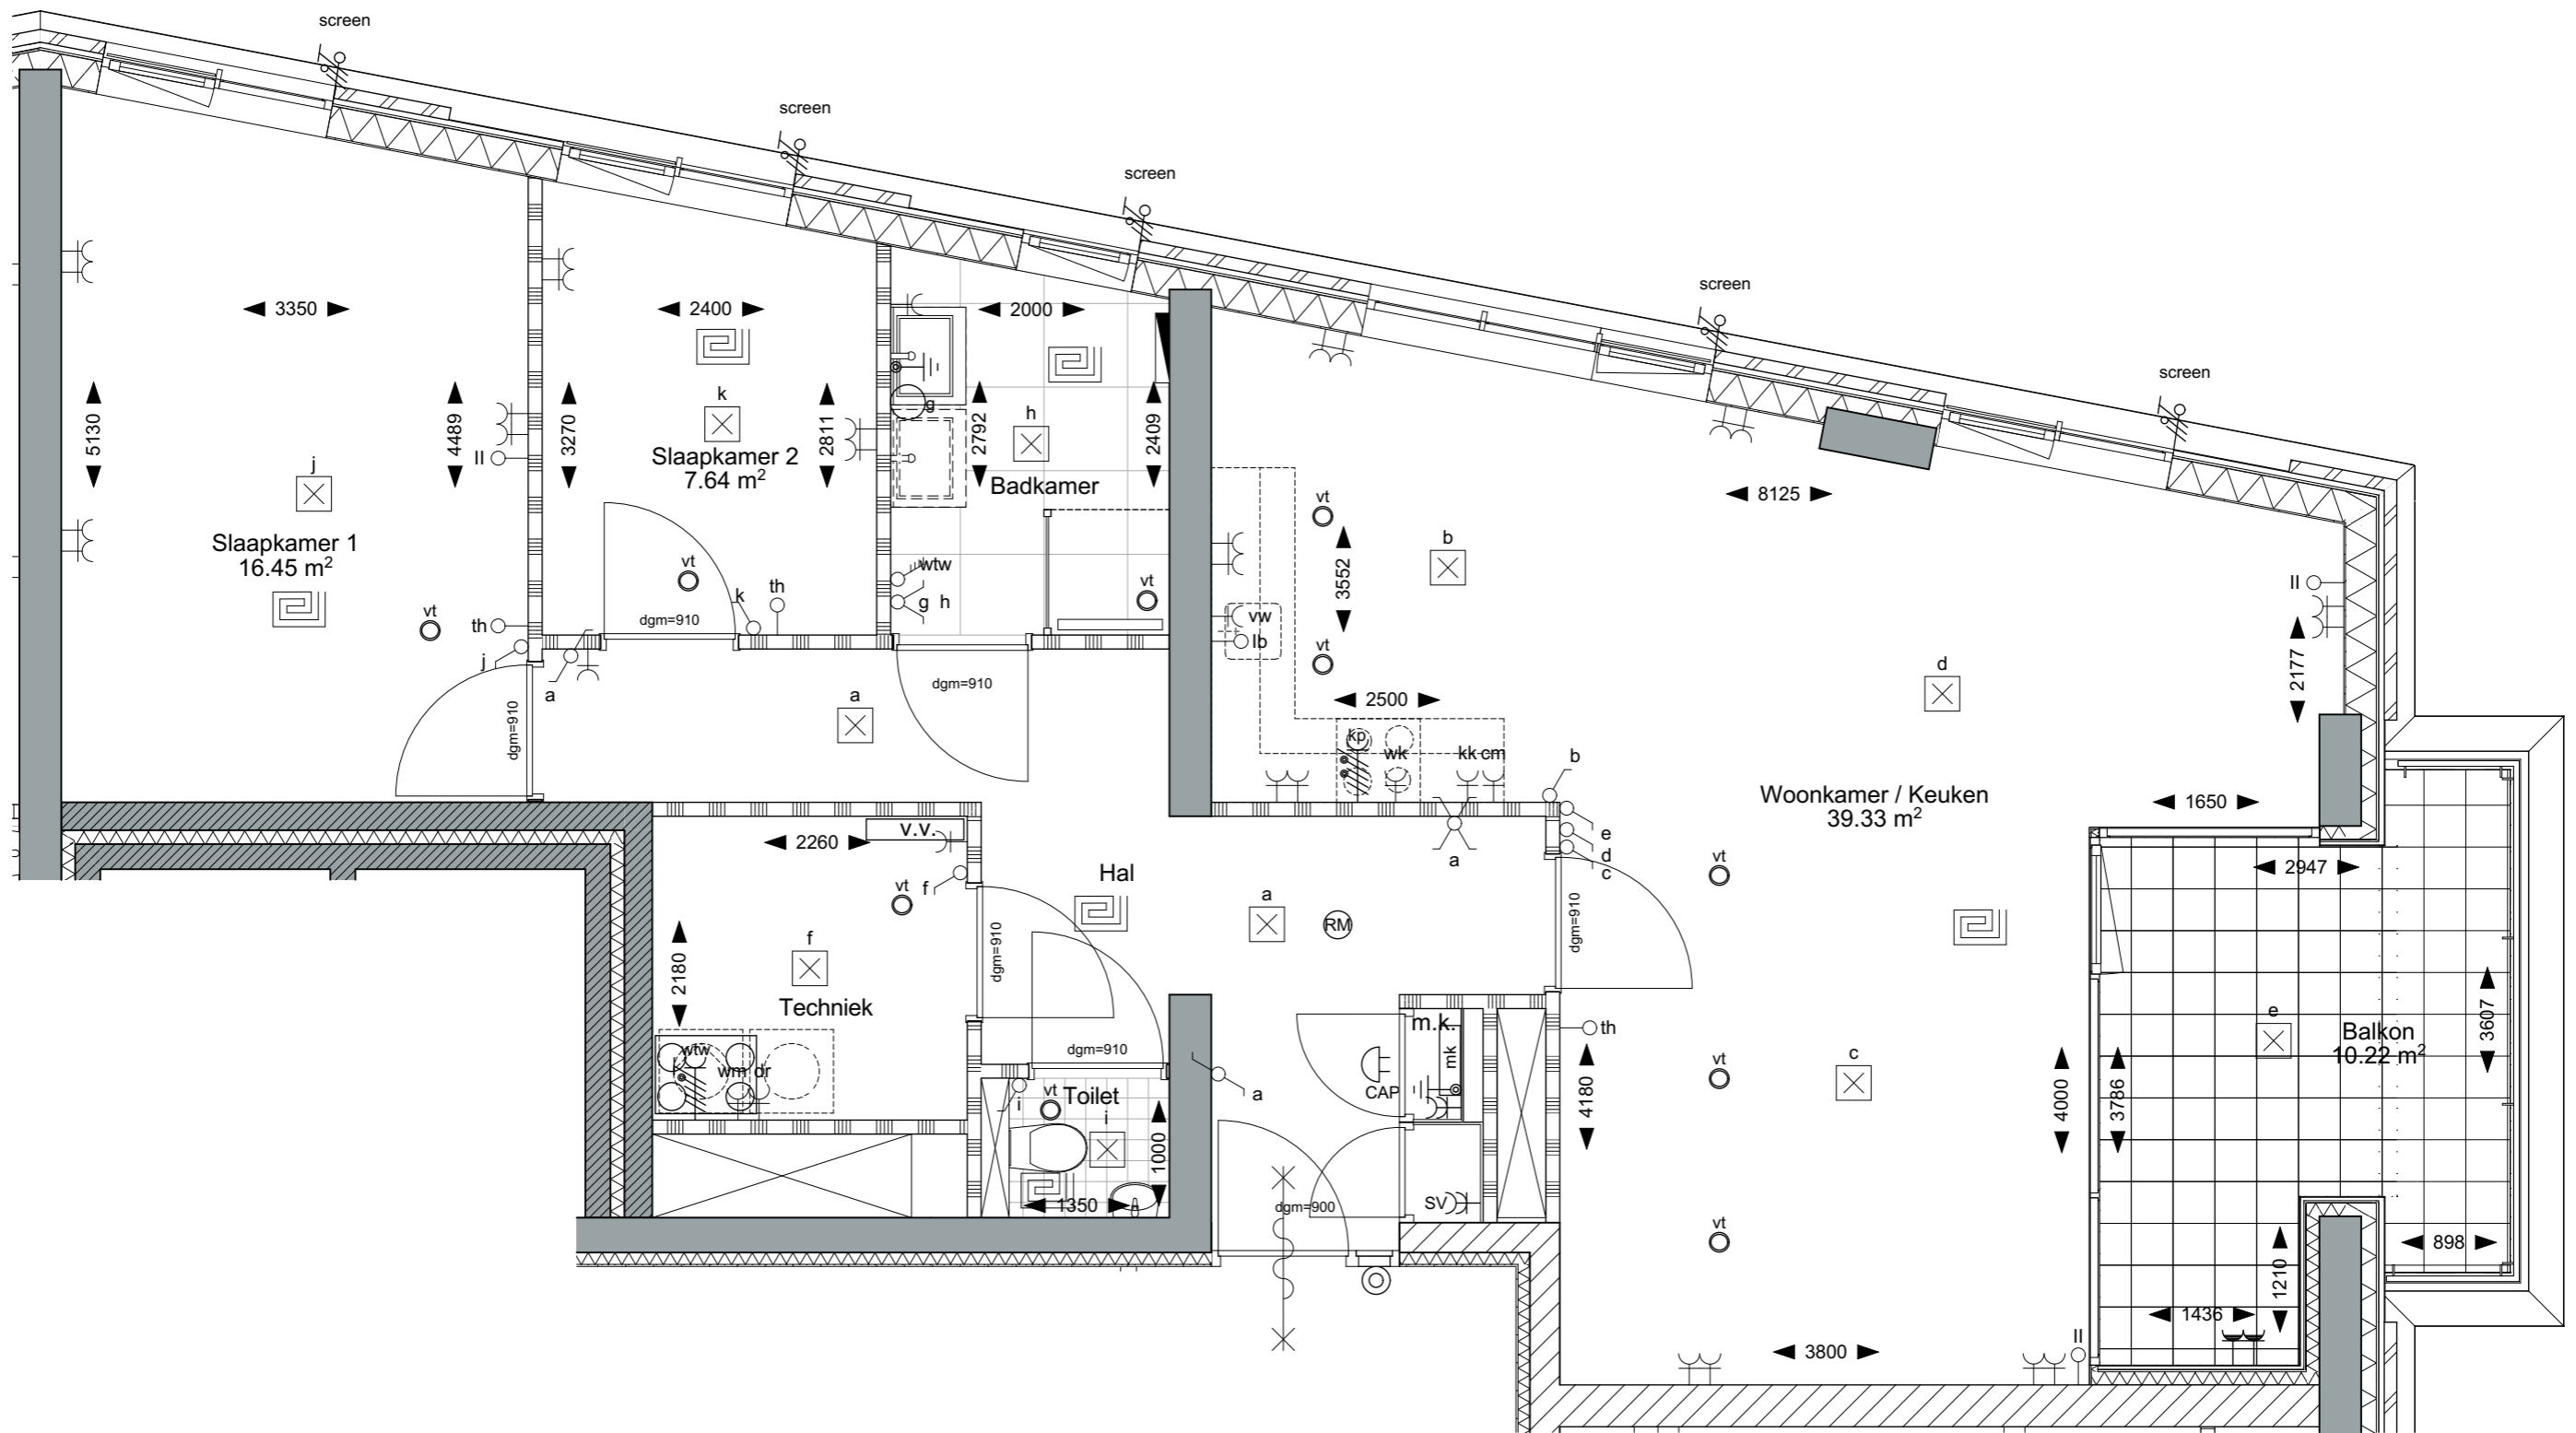 screen
screen
screen
screen
screen
3350
2400
2000
5130
4489
3270
2811
2792
2409
8125
k
h
g
j
II
Slaapkamer 2
7.64 m²
Badkamer
Slaapkamer 1
16.45 m²
vt
vt
b
3552
wtw
vt
k
th
g h
vw
lb
II
th
dgm=910
j
a
vt
d
2177
dgm=910
dgm=910
a
2500
kp
wk
kk cm
b
Woonkamer / Keuken
39.33 m²
1650
v.v.
2260
e
d
c
a
2947
Hal
vt
f
vt
a
RM
dgm=910
dgm=910
f
2180
Techniek
m.k.
th
e
Balkon
10.22 m²
3607
dgm=910
wtw
wm dr
mk
c
vt
CAP
a
vt
Toilet
i
i
1000
4180
4000
3786
1350
dgm=900
SV
vt
898
1210
1436
II
3800